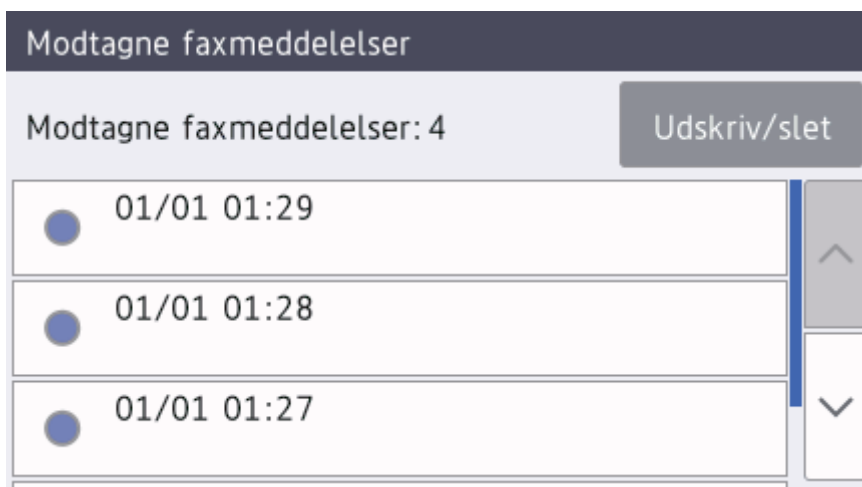 Modtagne faxmeddelelser
Modtagne faxmeddelelser: 4
Udskriv/slet
01/01 01:29
01/01 01:28
01/01 01:27